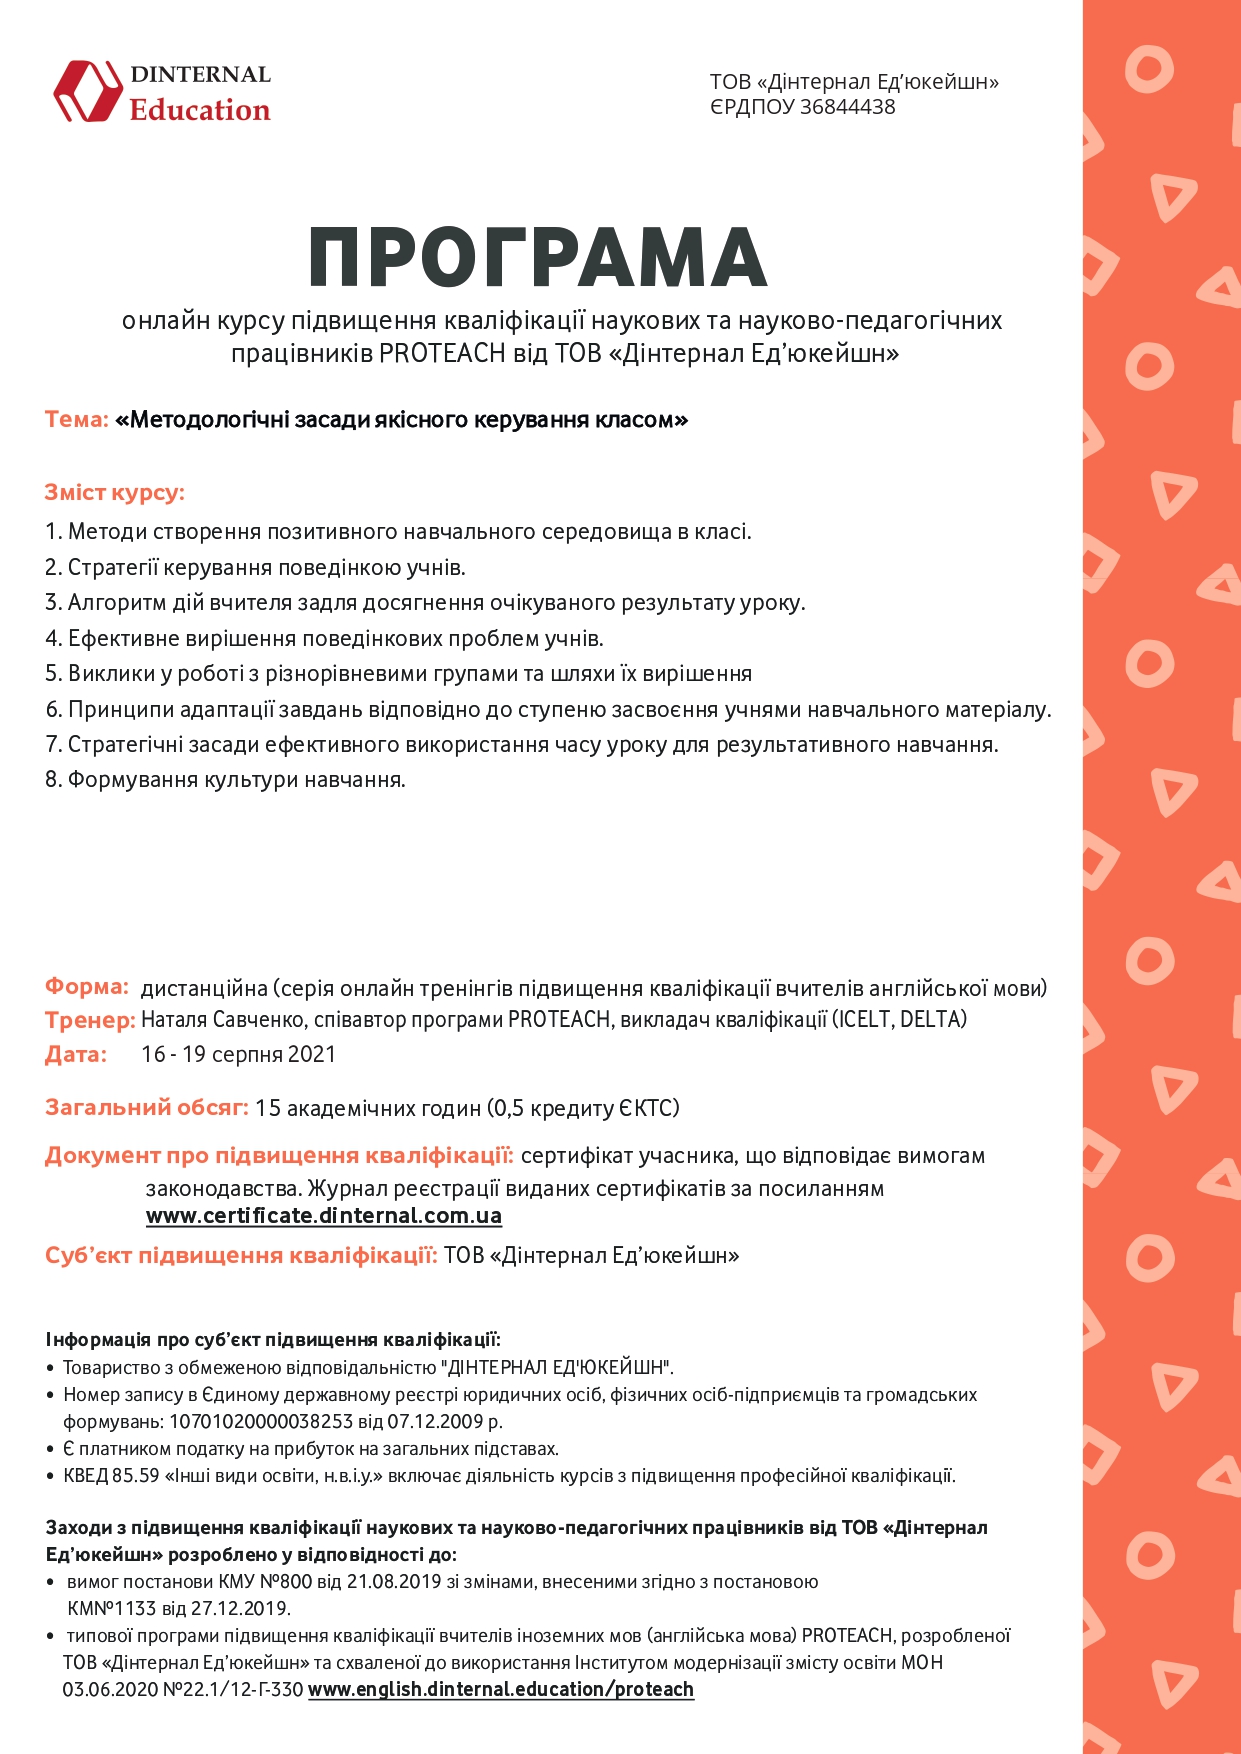 DINTERNAL
Education
ТОВ «Дінтернал Ед’юкейшн»
ЄРДПОУ 36844438
ПРОГРАМА
онлайн курсу підвищення кваліфікації наукових та науково-педагогічних
працівників PROTEACH від ТОВ «Дінтернал Ед’юкейшн»
Тема: «Методологічні засади якісного керування класом»
Зміст курсу:
1. Методи створення позитивного навчального середовища в класі.
2. Стратегії керування поведінкою учнів.
3. Алгоритм дій вчителя задля досягнення очікуваного результату уроку.
4. Ефективне вирішення поведінкових проблем учнів.
5. Виклики у роботі з різнорівневими групами та шляхи їх вирішення
6. Принципи адаптації завдань відповідно до ступеню засвоєння учнями навчального матеріалу.
7. Стратегічні засади ефективного використання часу уроку для результативного навчання.
8. Формування культури навчання.
Форма: дистанційна (серія онлайн тренінгів підвищення кваліфікації вчителів англійської мови)
Тренер: Наталя Савченко, співавтор програми PROTEACH, викладач кваліфікації (ICELT, DELTA)
Дата: 16 - 19 серпня 2021
Загальний обсяг: 15 академічних годин (0,5 кредиту ЄКТС)
Документ про підвищення кваліфікації: сертифікат учасника, що відповідає вимогам
законодавства. Журнал реєстрації виданих сертифікатів за посиланням
www.certificate.dinternal.com.ua
Суб’єкт підвищення кваліфікації: ТОВ «Дінтернал Ед’юкейшн»
Інформація про суб’єкт підвищення кваліфікації:
• Товариство з обмеженою відповідальністю "ДІНТЕРНАЛ ЕД'ЮКЕЙШН".
• Номер запису в Єдиному державному реєстрі юридичних осіб, фізичних осіб-підприємців та громадських
формувань: 10701020000038253 від 07.12.2009 р.
• Є платником податку на прибуток на загальних підставах.
• КВЕД 85.59 «Інші види освіти, н.в.і.у.» включає діяльність курсів з підвищення професійної кваліфікації.
Заходи з підвищення кваліфікації наукових та науково-педагогічних працівників від ТОВ «Дінтернал
Ед’юкейшн» розроблено у відповідності до:
• вимог постанови КМУ №800 від 21.08.2019 зі змінами, внесеними згідно з постановою
КМ№1133 від 27.12.2019.
• типової програми підвищення кваліфікації вчителів іноземних мов (англійська мова) PROTEACH, розробленої
ТОВ «Дінтернал Ед’юкейшн» та схваленої до використання Інститутом модернізації змісту освіти МОН
03.06.2020 №22.1/12-Г-330 www.english.dinternal.education/proteach